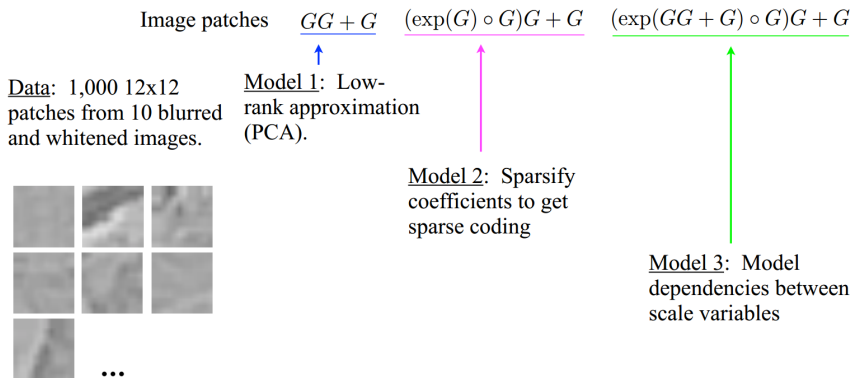 Image patches GG + G (exp(G) ∘ G)G + G (exp(GG + G) ∘ G)G + G
Data: 1,000 12x12
patches from 10 blurred
and whitened images.
Model 1: Low-
rank approximation
(PCA).
Model 2: Sparsify
coefficients to get
sparse coding
Model 3: Model
dependencies between
scale variables
...